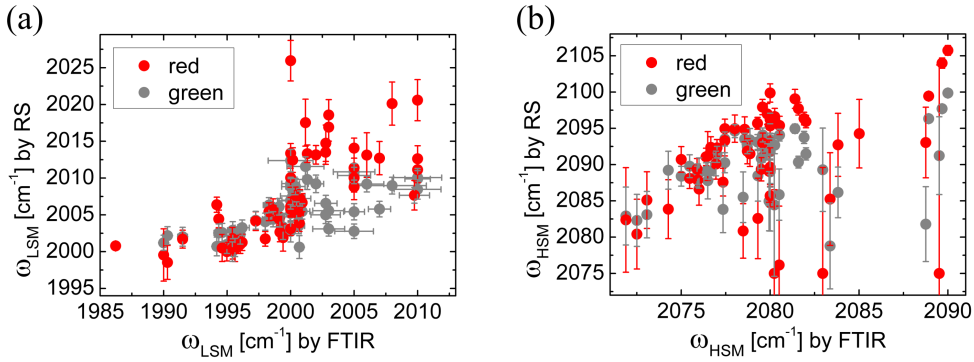 (a)
ω_LSM [cm⁻¹] by RS
2025
2020
2015
2010
2005
2000
1995
red
green
1985 1990 1995 2000 2005 2010
ω_LSM [cm⁻¹] by FTIR
(b)
ω_HSM [cm⁻¹] by RS
2105
2100
2095
2090
2085
2080
2075
red
green
2075 2080 2085 2090
ω_HSM [cm⁻¹] by FTIR